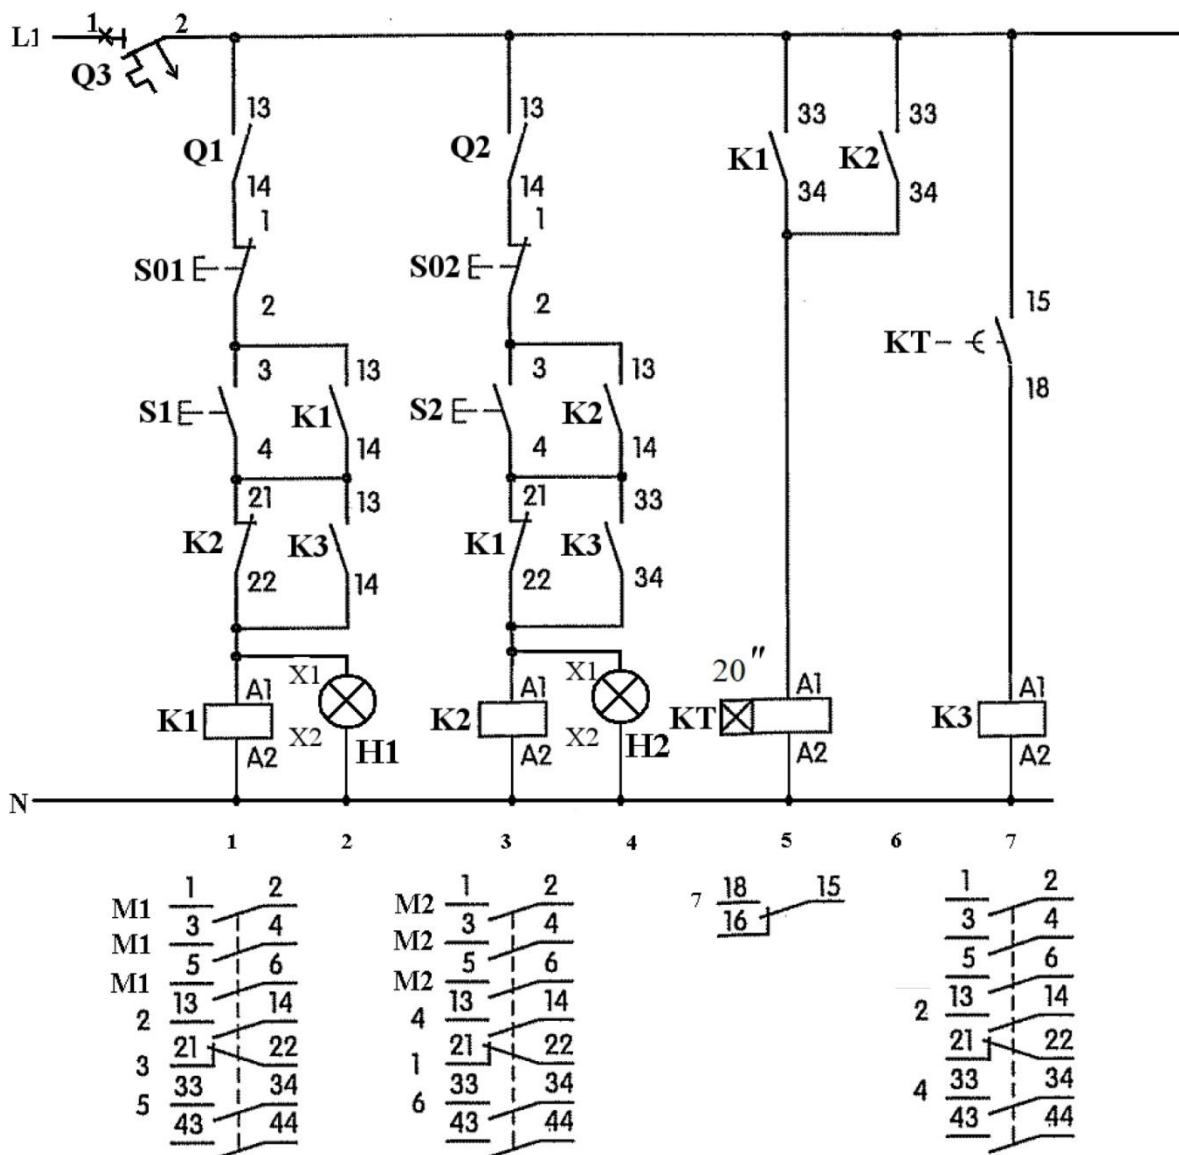 L1 1 2
Q3
13 13 33 33
Q1 Q2 K1 K2
14 14 34 34
1 1
S01 S02
2 2 15
KT
3 13 3 13 18
S1 K1 S2 K2
4 14 4 14
21 13 21 33
K2 K3 K1 K3
22 14 22 34
20″
X1 X1
A1 A1 A1 A1
K1 K2 KT K3
X2 H1 X2 H2
A2 A2 A2 A2
N
1 2 3 4 5 6 7
M1 1 2 M2 1 2 7 18 15 1 2
M1 3 4 M2 3 4 16 3 4
M1 5 6 M2 5 6 5 6
2 13 14 4 13 14 2 13 14
3 21 22 1 21 22 21 22
5 33 34 6 33 34 4 33 34
43 44 43 44 43 44